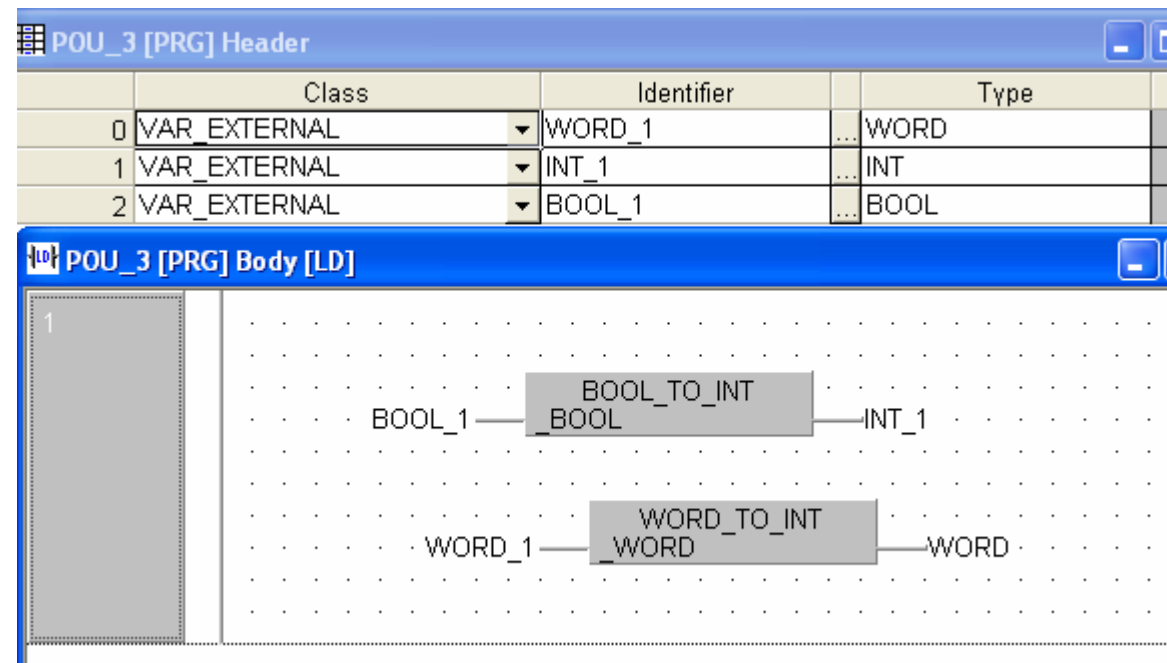 POU_3 [PRG] Header
Class Identifier Type
0 VAR_EXTERNAL WORD_1 ... WORD
1 VAR_EXTERNAL INT_1 ... INT
2 VAR_EXTERNAL BOOL_1 ... BOOL
LD POU_3 [PRG] Body [LD]
1
BOOL_TO_INT
BOOL_1 _BOOL INT_1
WORD_TO_INT
WORD_1 _WORD WORD